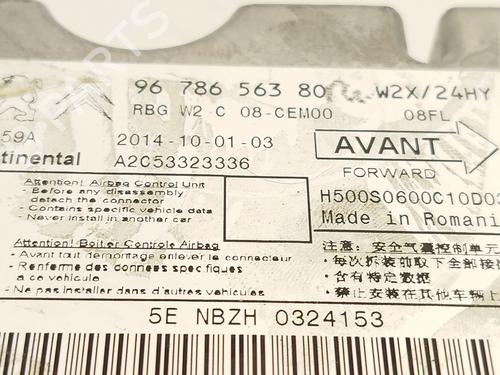 96 786 563 80 W2X/24HY
RBG W2 C 08-CEM00 08FL
59A 2014-10-01-03 AVANT
tinental A2C53323336 FORWARD
Attention! Airbag Control Unit H500S0600C10D03
- Before any disassembly
detach the connector
- Contains specific vehicle data Made in Romani
- Never install in another car
Attention! Boitier Controle Airbag 注意: 安全气囊控制单元
- Avant tout demontage enlever le connecteur • 每次拆装前取下全部接
- Renferme des donnees specifiques • 含有特定数据
a ce vehicule
- Ne pas installer dans d'autres vehicules • 禁止安装在其他车辆上
5E NBZH 0324153